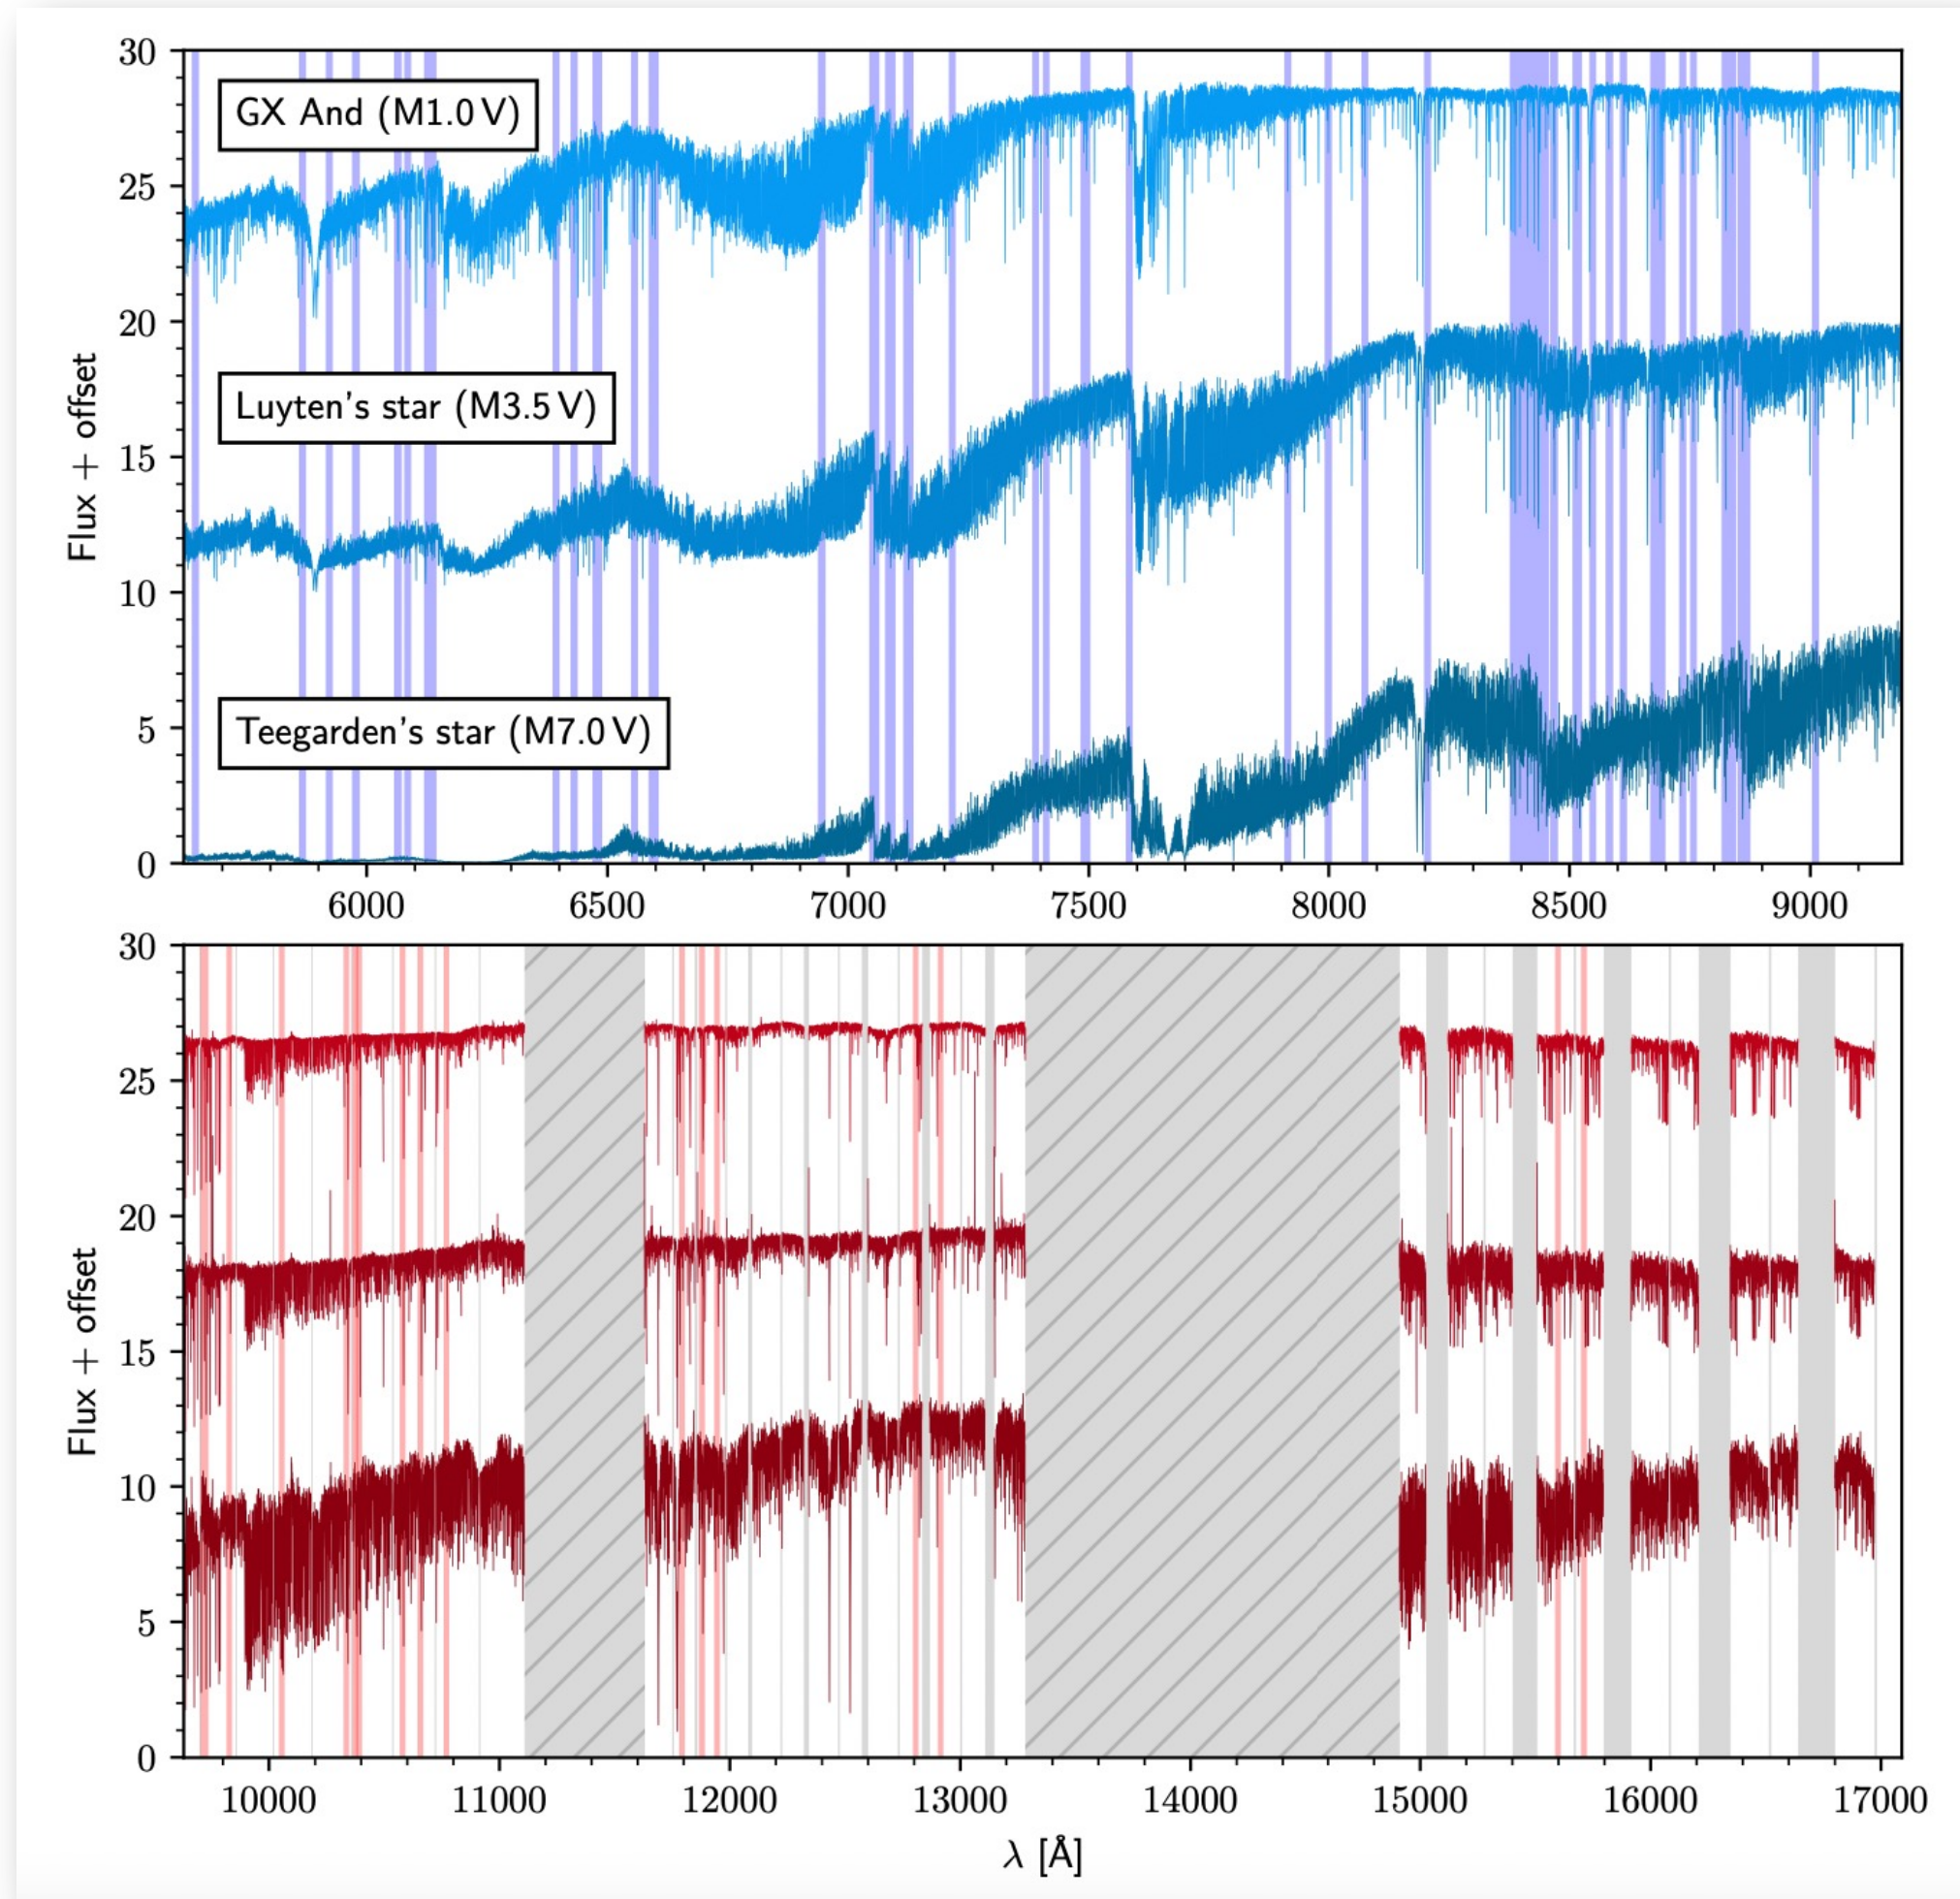 30
GX And (M1.0 V)
25
20
Flux + offset
Luyten's star (M3.5 V)
15
10
Teegarden's star (M7.0 V)
5
0
6000 6500 7000 7500 8000 8500 9000
30
25
20
Flux + offset
15
10
5
0
10000 11000 12000 13000 14000 15000 16000 17000
λ [Å]